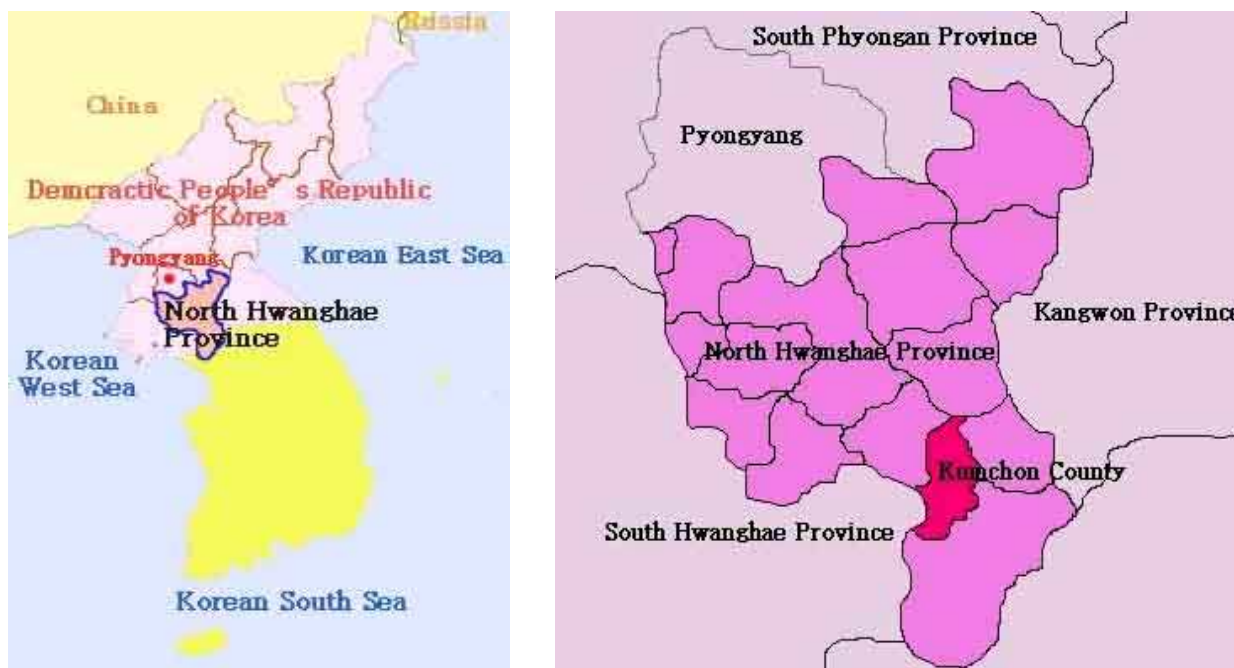 Russia
China
Demcractic People's Republic
of Korea
Pyongyang
Korean East Sea
North Hwanghae
Province
Korean
West Sea
Korean South Sea
South Phyongan Province
Pyongyang
Kangwon Province
North Hwanghae Province
Kumchon County
South Hwanghae Province